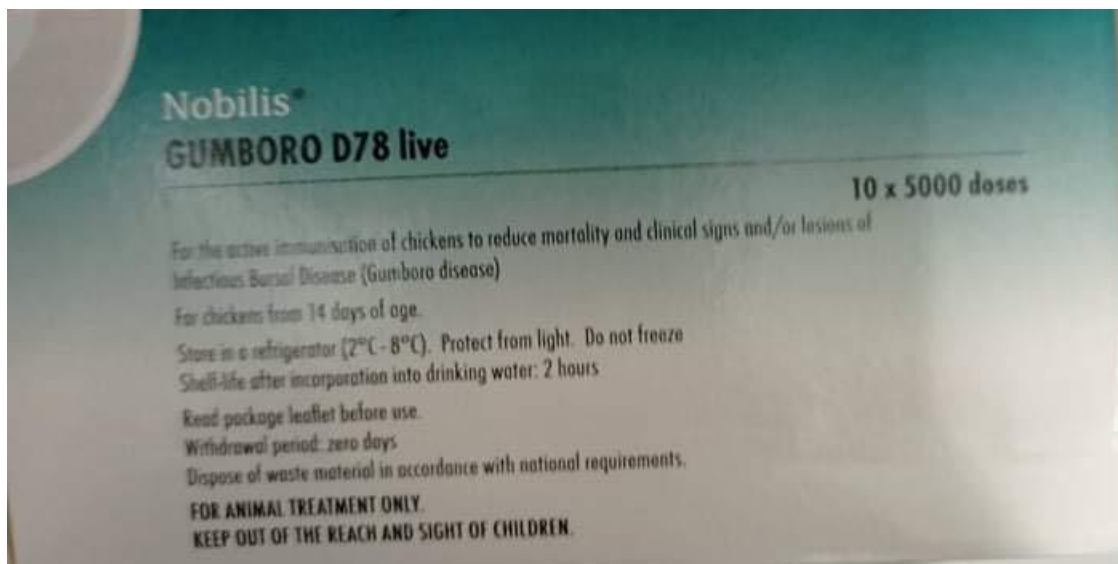 Nobilis®
GUMBORO D78 live
10 x 5000 doses
For the active immunisation of chickens to reduce mortality and clinical signs and/or lesions of
Infectious Bursal Disease (Gumboro disease)
For chickens from 14 days of age.
Store in a refrigerator (2°C - 8°C). Protect from light. Do not freeze
Shelf-life after incorporation into drinking water: 2 hours
Read package leaflet before use.
Withdrawal period: zero days
Dispose of waste material in accordance with national requirements.
FOR ANIMAL TREATMENT ONLY.
KEEP OUT OF THE REACH AND SIGHT OF CHILDREN.